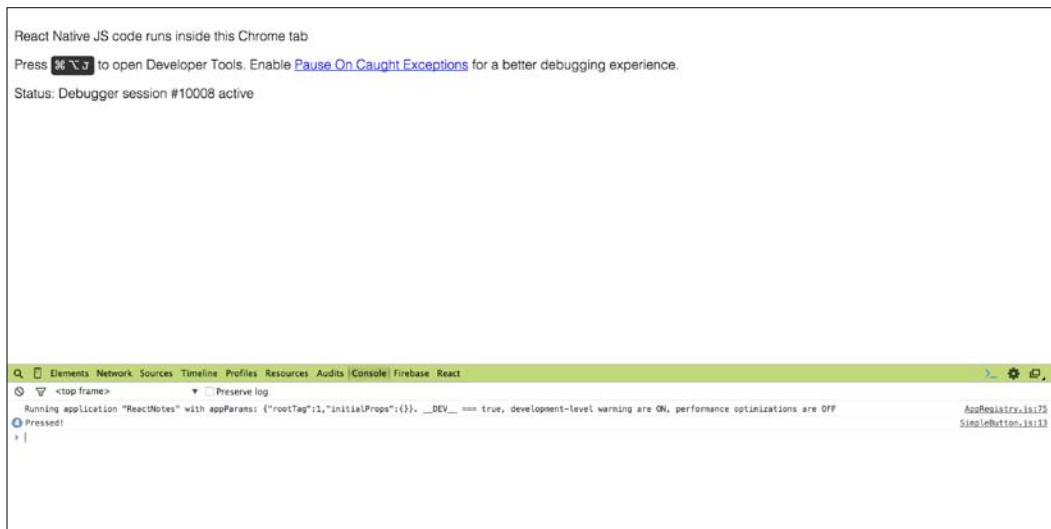 React Native JS code runs inside this Chrome tab
Press ⌘⌥J to open Developer Tools. Enable Pause On Caught Exceptions for a better debugging experience.
Status: Debugger session #10008 active
Elements Network Sources Timeline Profiles Resources Audits Console Firebase React
<top frame> ▼ Preserve log
Running application "ReactNotes" with appParams: {"rootTag":1,"initialProps":{}}. __DEV__ === true, development-level warning are ON, performance optimizations are OFF AppRegistry.js:75
4 Pressed! SimpleButton.js:13